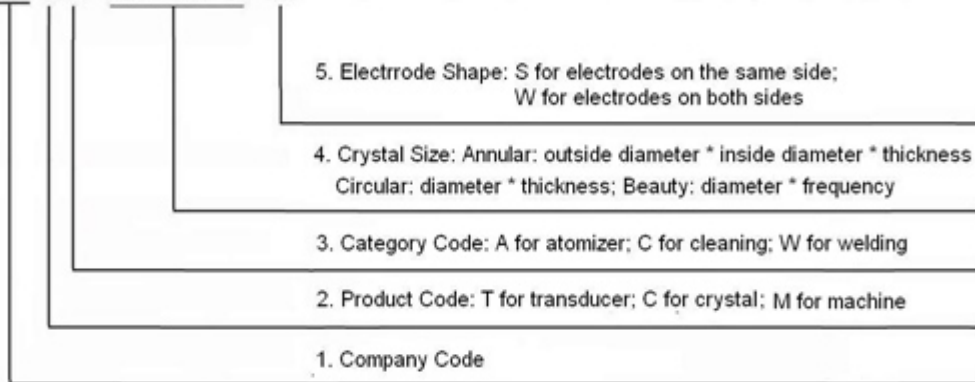 5. Electrrode Shape: S for electrodes on the same side;
W for electrodes on both sides
4. Crystal Size: Annular: outside diameter * inside diameter * thickness
Circular: diameter * thickness; Beauty: diameter * frequency
3. Category Code: A for atomizer; C for cleaning; W for welding
2. Product Code: T for transducer; C for crystal; M for machine
1. Company Code